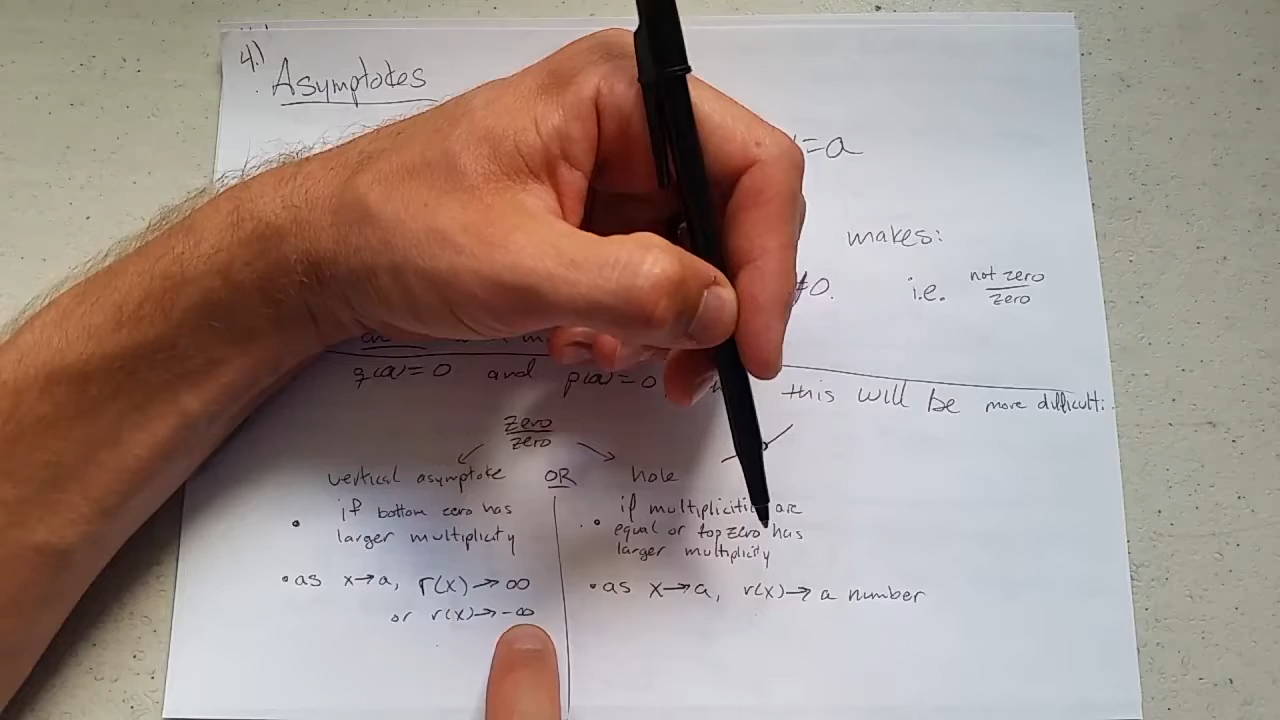 4.)
Asymptotes
=a
makes:
≠0. i.e. not zero
zero
q(a)=0 and p(a)=0 this will be more difficult:
zero
zero
vertical asymptote OR hole
• if bottom zero has
larger multiplicity
• if multiplicities are
equal or top zero has
larger multiplicity
• as x→a, r(x)→∞
or r(x)→-∞
• as x→a, r(x)→ a number